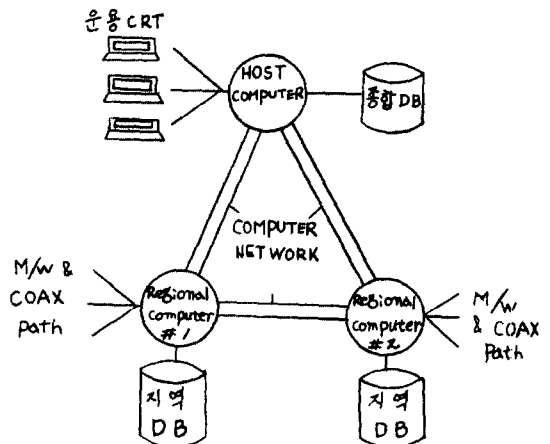 운용 CRT
HOST
COMPUTER
종합 DB
COMPUTER
NETWORK
M/W &
COAX
Path
Regional
Computer
#1
Regional
Computer
#2
M/W
& COAX
Path
지역
DB
지역
DB